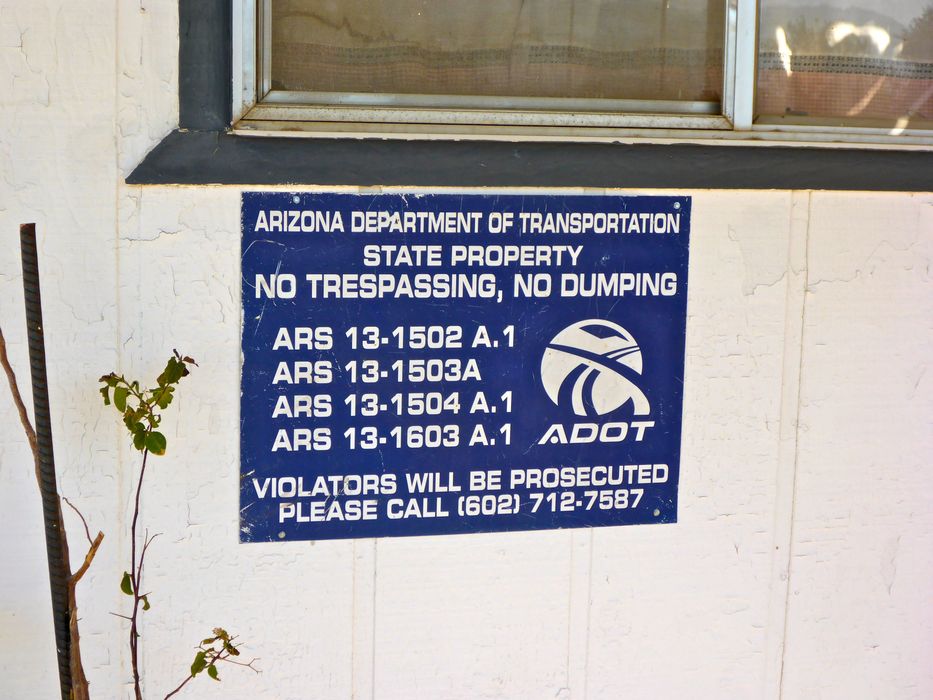 ARIZONA DEPARTMENT OF TRANSPORTATION
STATE PROPERTY
NO TRESPASSING, NO DUMPING
ARS 13-1502 A.1
ARS 13-1503A
ARS 13-1504 A.1
ARS 13-1603 A.1
ADOT
VIOLATORS WILL BE PROSECUTED
PLEASE CALL (602) 712-7587